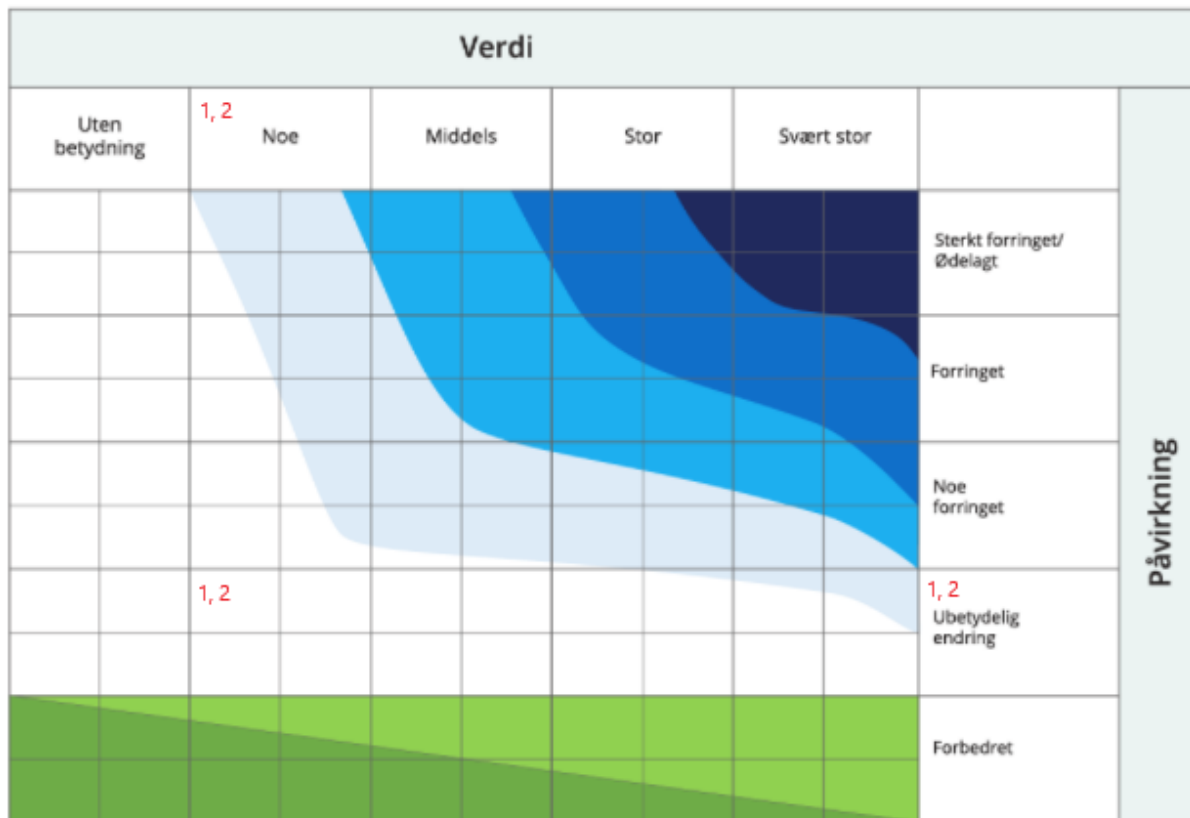 Verdi
Uten
betydning
1, 2
Noe
Middels
Stor
Svært stor
Påvirkning
Sterkt forringet/
Ødelagt
Forringet
Noe
forringet
1, 2
1, 2
Ubetydelig
endring
Forbedret